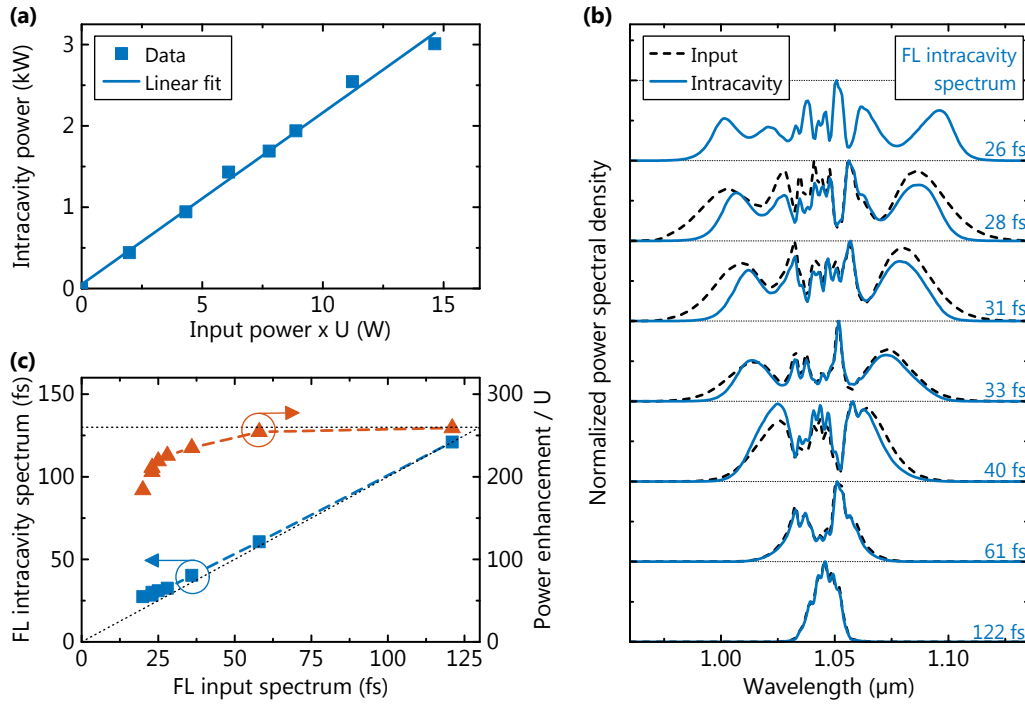 (a)
Intracavity power (kW)
3
2
1
0
Data
Linear fit
0
5
10
15
Input power x U (W)
(b)
Normalized power spectral density
Input
Intracavity
FL intracavity
spectrum
26 fs
28 fs
31 fs
33 fs
40 fs
61 fs
122 fs
1.00
1.05
1.10
Wavelength (µm)
(c)
FL intracavity spectrum (fs)
150
100
50
0
300
200
100
0
Power enhancement / U
0
25
50
75
100
125
FL input spectrum (fs)